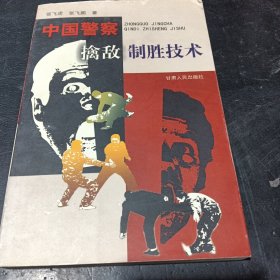 张飞虎 张飞鹏 著
中国警察
ZHONGGUO JINGCHA
QINDI ZHISHENG JISHU
擒敌制胜技术
甘肃人民出版社